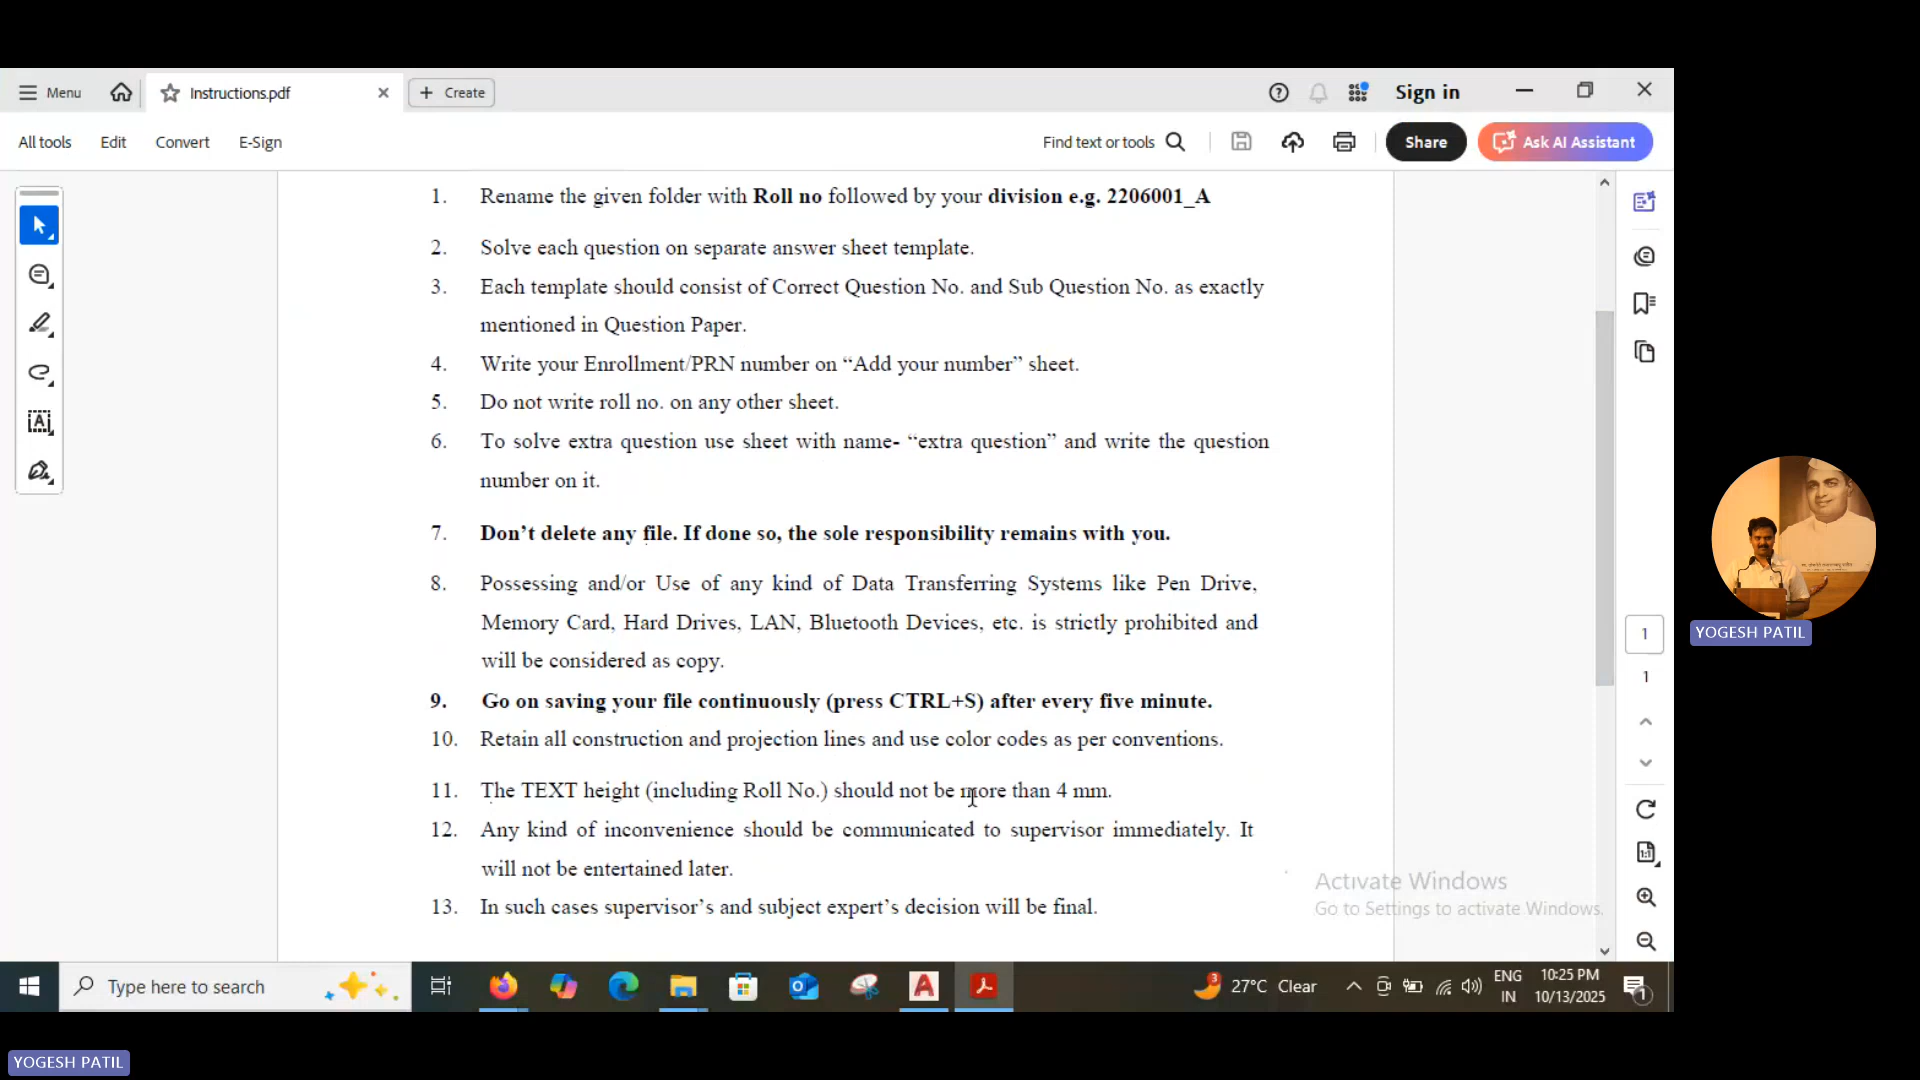 Menu
Instructions.pdf
Create
Sign in
All tools
Edit
Convert
E-Sign
Find text or tools
Share
Ask AI Assistant
1. Rename the given folder with Roll no followed by your division e.g. 2206001_A
2. Solve each question on separate answer sheet template.
3. Each template should consist of Correct Question No. and Sub Question No. as exactly
mentioned in Question Paper.
4. Write your Enrollment/PRN number on “Add your number” sheet.
5. Do not write roll no. on any other sheet.
6. To solve extra question use sheet with name- “extra question” and write the question
number on it.
7. Don’t delete any file. If done so, the sole responsibility remains with you.
8. Possessing and/or Use of any kind of Data Transferring Systems like Pen Drive,
Memory Card, Hard Drives, LAN, Bluetooth Devices, etc. is strictly prohibited and
will be considered as copy.
9. Go on saving your file continuously (press CTRL+S) after every five minute.
10. Retain all construction and projection lines and use color codes as per conventions.
11. The TEXT height (including Roll No.) should not be more than 4 mm.
12. Any kind of inconvenience should be communicated to supervisor immediately. It
will not be entertained later.
13. In such cases supervisor’s and subject expert’s decision will be final.
1
1
Activate Windows
Go to Settings to activate Windows.
YOGESH PATIL
Type here to search
3
27°C Clear
ENG
IN
10:25 PM
10/13/2025
1
YOGESH PATIL